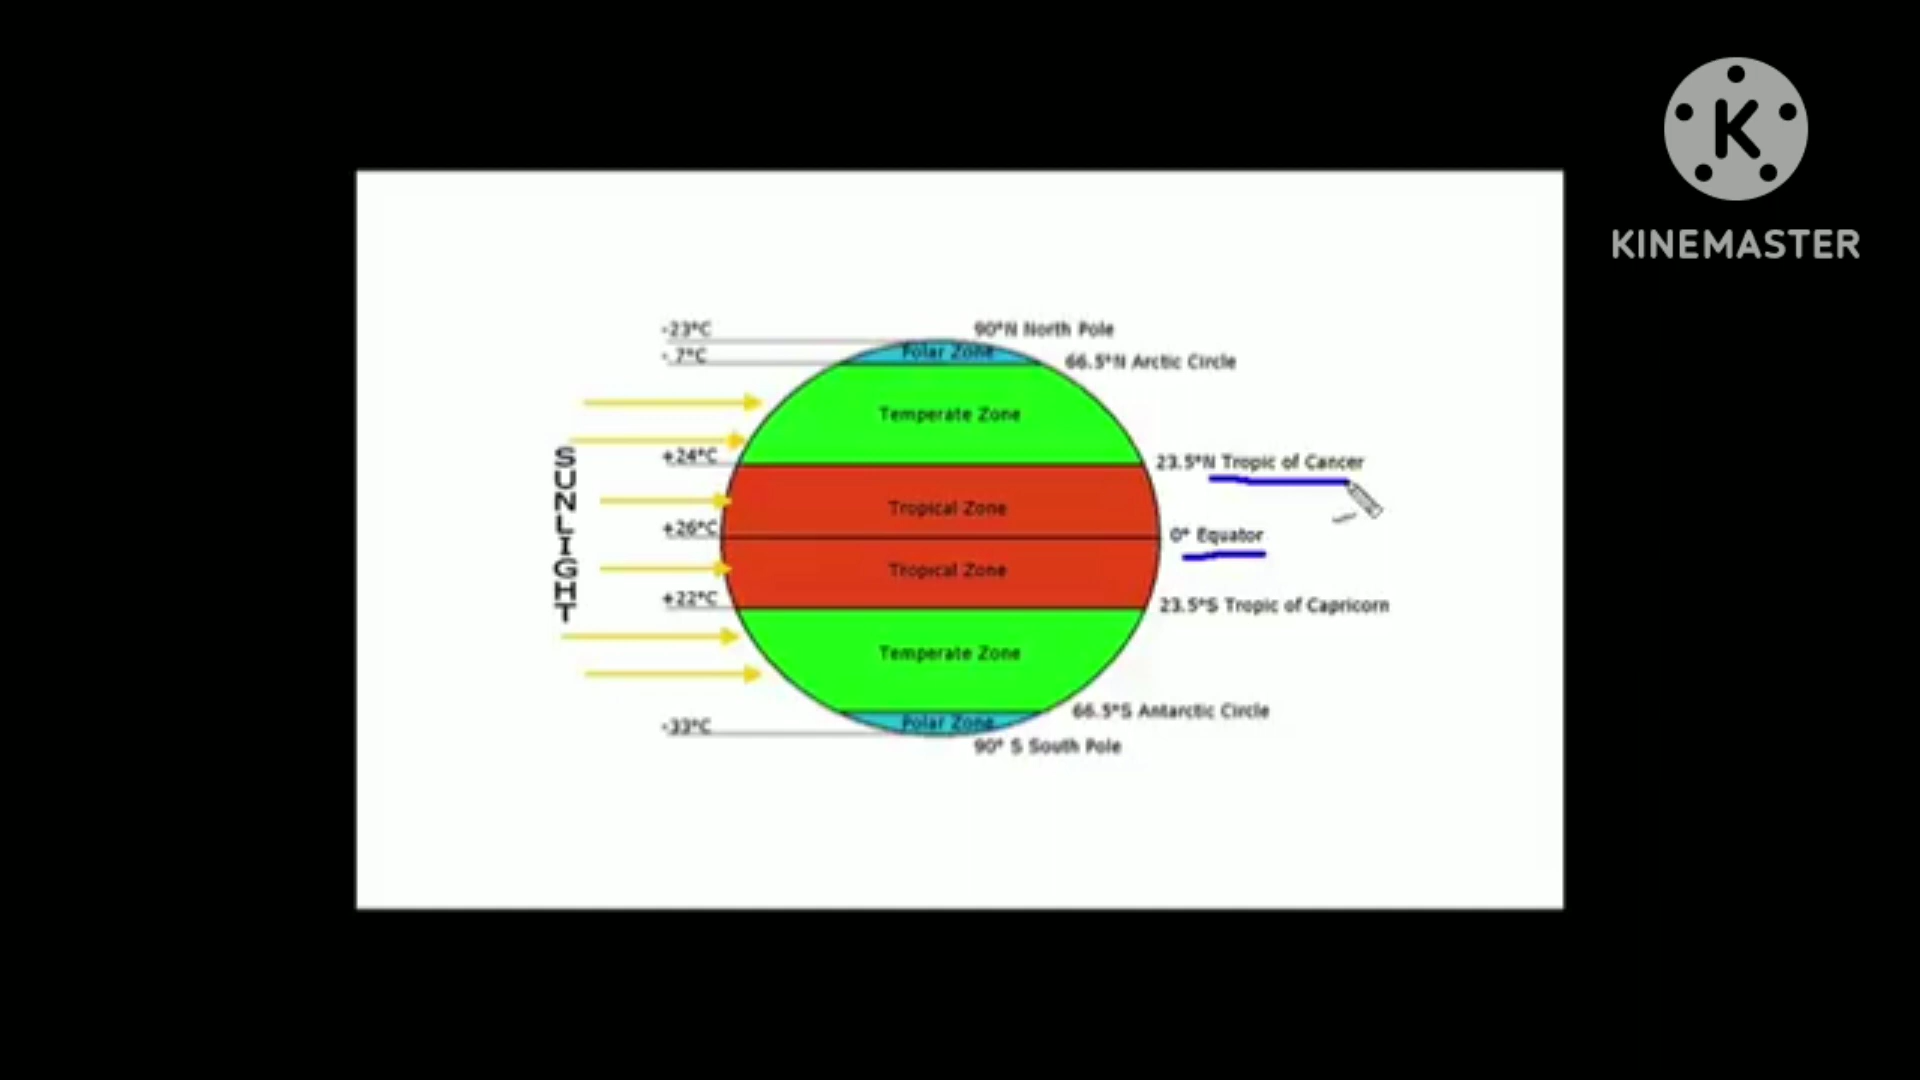 K
KINEMASTER
-23°C
90°N North Pole
Polar Zone
-.7°C
66.5°N Arctic Circle
Temperate Zone
SUNLIGHT
+24°C
23.5°N Tropic of Cancer
Tropical Zone
+26°C
0° Equator
Tropical Zone
+22°C
23.5°S Tropic of Capricorn
Temperate Zone
66.5°S Antarctic Circle
Polar Zone
-33°C
90° S South Pole